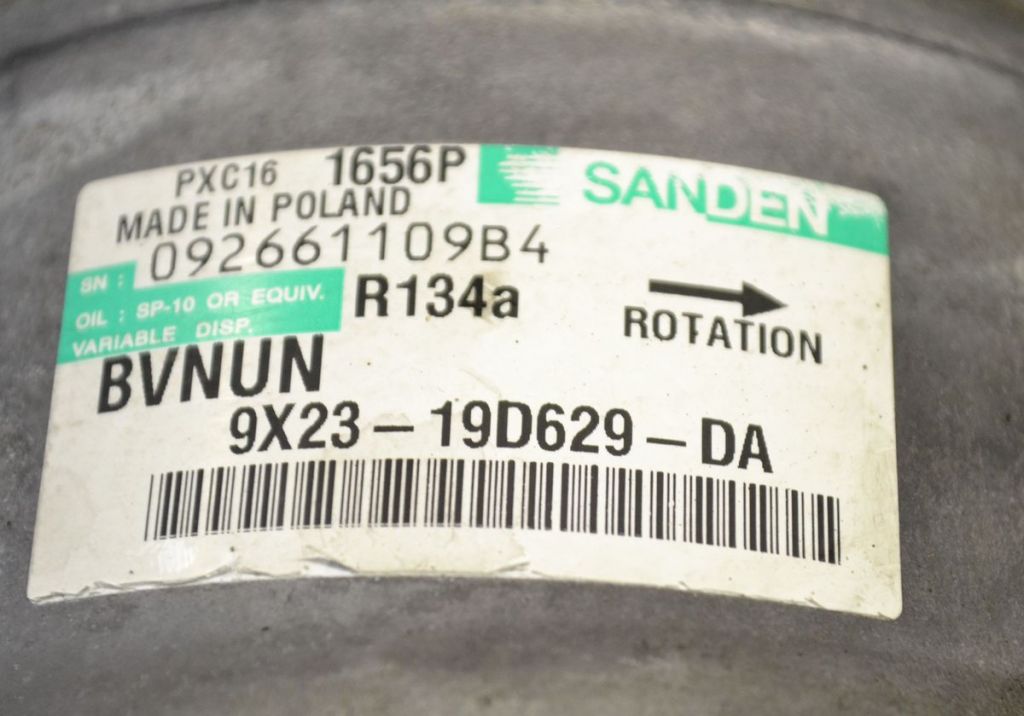 PXC16 1656P SANDEN
MADE IN POLAND
SN : 092661109B4
OIL : SP-10 OR EQUIV. R134a
VARIABLE DISP.
ROTATION
BVNUN
9X23-19D629-DA